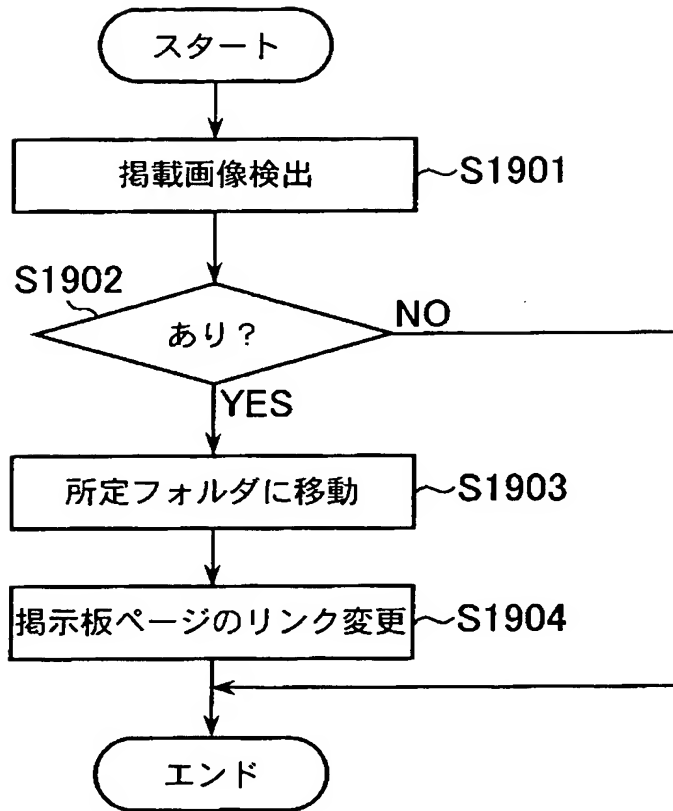 スタート
掲載画像検出
S1901
S1902
あり?
NO
YES
所定フォルダに移動
S1903
掲示板ページのリンク変更
S1904
エンド